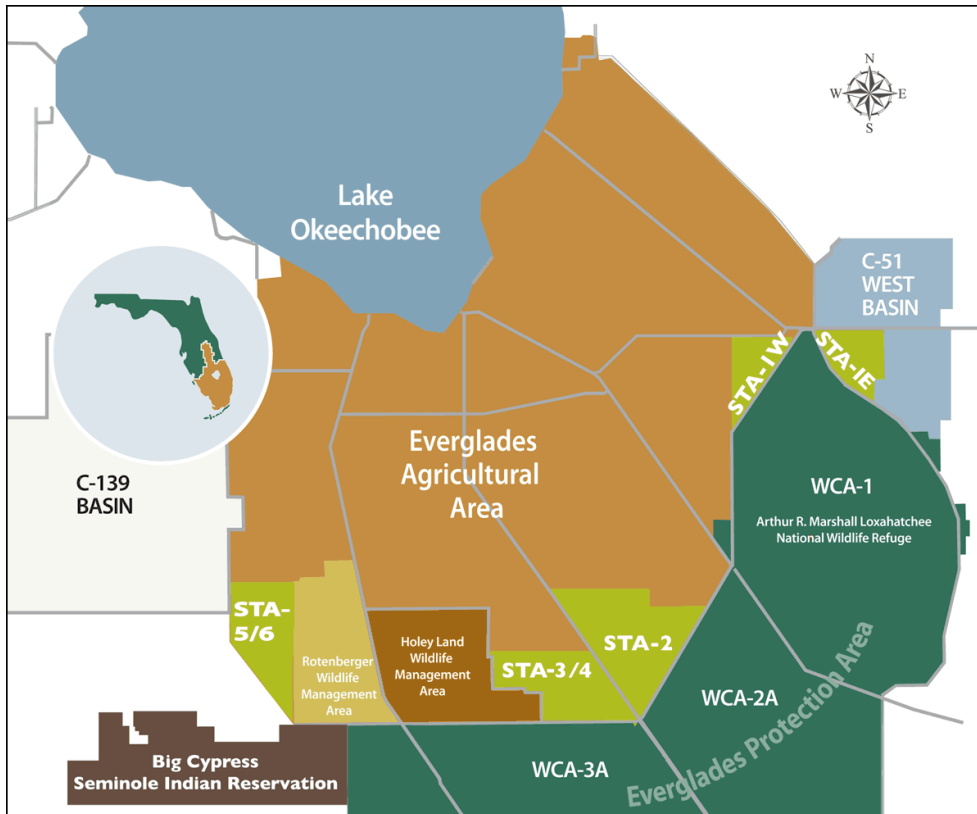 N
W E
S
Lake
Okeechobee
C-51
WEST
BASIN
STA-1W
STA-1E
Everglades
Agricultural
Area
C-139
BASIN
WCA-1
Arthur R. Marshall Loxahatchee
National Wildlife Refuge
STA-
5/6
Rotenberger
Wildlife
Management
Area
Holey Land
Wildlife
Management
Area
STA-3/4
STA-2
WCA-2A
Everglades Protection Area
Big Cypress
Seminole Indian Reservation
WCA-3A